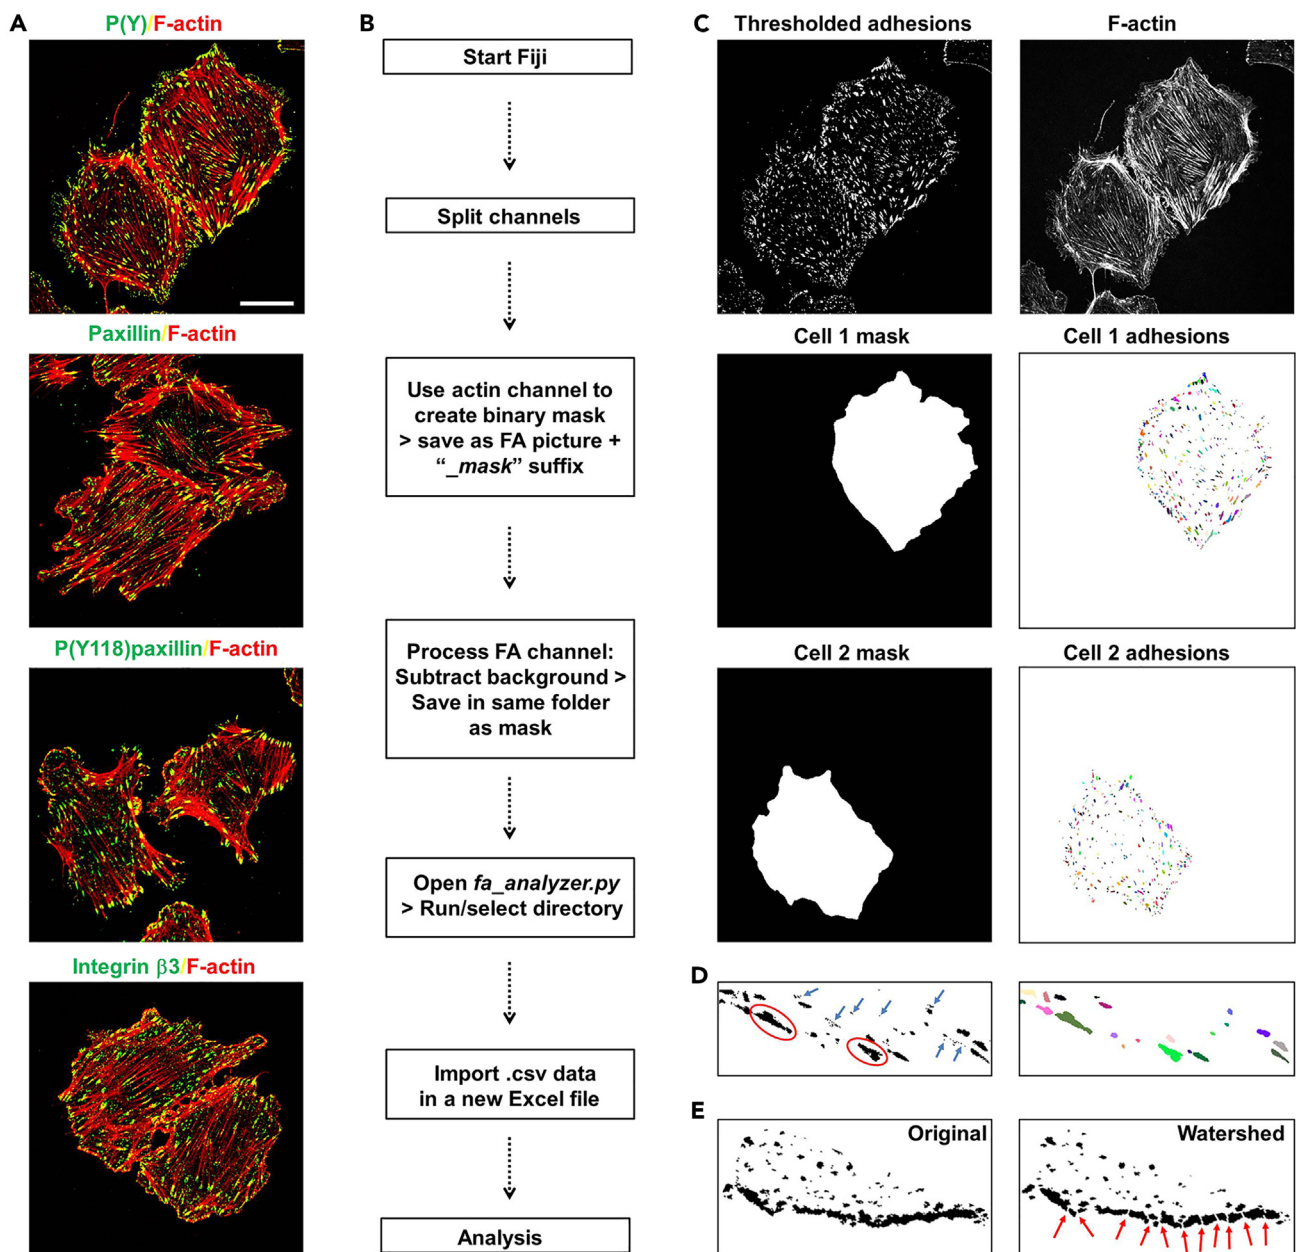 A
P(Y)/F-actin
Paxillin/F-actin
P(Y118)paxillin/F-actin
Integrin β3/F-actin
B
Start Fiji
Split channels
Use actin channel to
create binary mask
> save as FA picture +
“_mask” suffix
Process FA channel:
Subtract background >
Save in same folder
as mask
Open fa_analyzer.py
> Run/select directory
Import .csv data
in a new Excel file
Analysis
C
Thresholded adhesions
F-actin
Cell 1 mask
Cell 1 adhesions
Cell 2 mask
Cell 2 adhesions
D
E
Original
Watershed